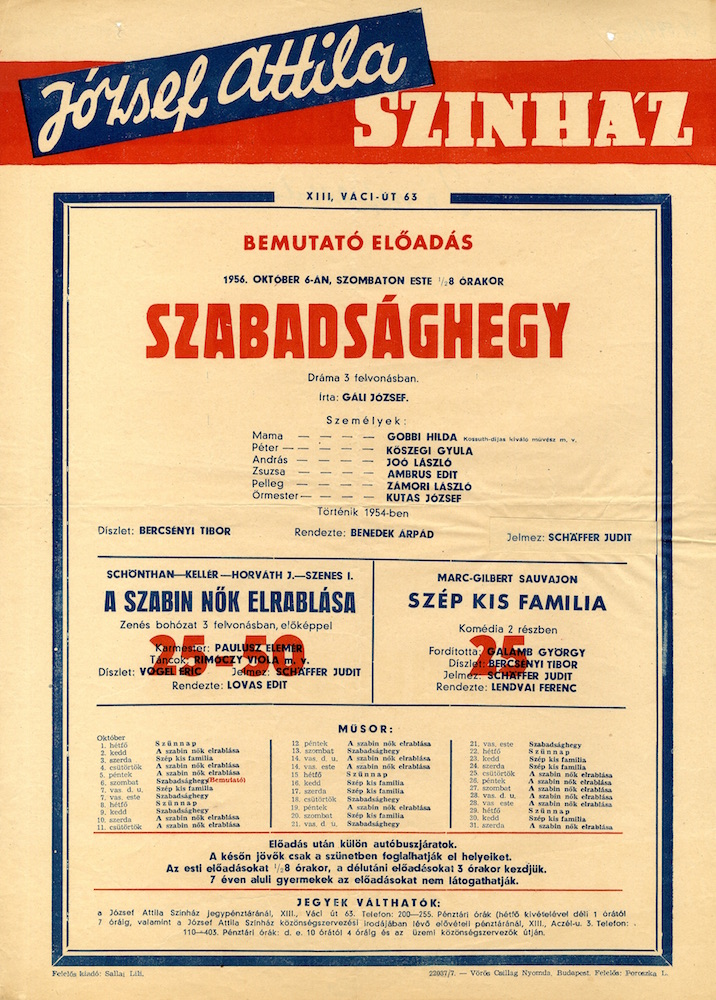 József Attila
SZINHÁZ
XIII, VÁCI-ÚT 63
BEMUTATÓ ELŐADÁS
1956. OKTÓBER 6-ÁN, SZOMBATON ESTE 1/28 ÓRAKOR
SZABADSÁGHEGY
Dráma 3 felvonásban.
Írta: GÁLI JÓZSEF.
Személyek:
Mama — — — — GOBBI HILDA Kossuth-díjas kiváló művész m. v.
Péter — — — — KŐSZEGI GYULA
András — — — — JOÓ LÁSZLÓ
Zsuzsa — — — — AMBRUS EDIT
Pelleg — — — — ZÁMORI LÁSZLÓ
Őrmester — — — — KUTAS JÓZSEF
Történik 1954-ben
Díszlet: BERCSÉNYI TIBOR Rendezte: BENEDEK ÁRPÁD Jelmez: SCHÄFFER JUDIT
SCHÖNTHAN—KELLÉR—HORVÁTH J.—SZENES I.
A SZABIN NŐK ELRABLÁSA
Zenés bohózat 3 felvonásban, előképpel
25-50
Karmester: PAULUSZ ELEMÉR
Táncok: RIMÓCZY VIOLA m. v.
Díszlet: VOGEL ERIC Jelmez: SCHÄFFER JUDIT
Rendezte: LOVAS EDIT
MARC-GILBERT SAUVAJON
SZÉP KIS FAMILIA
Komédia 2 részben
25
Fordította: GALAMB GYÖRGY
Díszlet: BERCSÉNYI TIBOR
Jelmez: SCHÄFFER JUDIT
Rendezte: LENDVAI FERENC
MŰSOR:
Október
1. hétfő Szünnap
2. kedd A szabin nők elrablása
3. szerda Szép kis familia
4. csütörtök A szabin nők elrablása
5. péntek A szabin nők elrablása
6. szombat Szabadsághegy(Bemutató)
7. vas. d. u. Szép kis familia
7. vas. este Szabadsághegy
8. hétfő Szünnap
9. kedd Szabadsághegy
10. szerda A szabin nők elrablása
11. csütörtök A szabin nők elrablása
12. péntek A szabin nők elrablása
13. szombat Szabadsághegy
14. vas. d. u. A szabin nők elrablása
14. vas. este A szabin nők elrablása
15. hétfő Szünnap
16. kedd Szép kis familia
17. szerda Szép kis familia
18. csütörtök Szabadsághegy
19. péntek A szabin nők elrablása
20. szombat Szép kis familia
21. vas. d. u. Szabadsághegy
21. vas. este Szabadsághegy
22. hétfő Szünnap
23. kedd Szép kis familia
24. szerda Szép kis familia
25. csütörtök A szabin nők elrablása
26. péntek A szabin nők elrablása
27. szombat A szabin nők elrablása
28. vas. d. u. A szabin nők elrablása
28. vas este A szabin nők elrablása
29. hétfő Szünnap
30. kedd Szép kis familia
31. szerda A szabin nők elrablása
Előadás után külön autóbuszjáratok.
A későn jövők csak a szünetben foglalhatják el helyeiket.
Az esti előadásokat 1/28 órakor, a délutáni előadásokat 3 órakor kezdjük.
7 éven aluli gyermekek az előadásokat nem látogathatják.
JEGYEK VÁLTHATÓK:
a József Attila Színház jegypénztáránál, XIII., Váci út 63. Telefon: 200—255. Pénztári órák (hétfő kivételével déli 1 órától
7 óráig, valamint a József Attila Színház közönségszervezési irodájában lévő elővételi pénztáránál, XIII., Aczél-u. 3. Telefon:
110—403. Pénztári órák: d. e. 10 órától 4 óráig és az üzemi közönségszervezők útján.
Felelős kiadó: Sallai Lili.
22037/7. — Vörös Csillag Nyomda, Budapest. Felelős: Poroszka L.